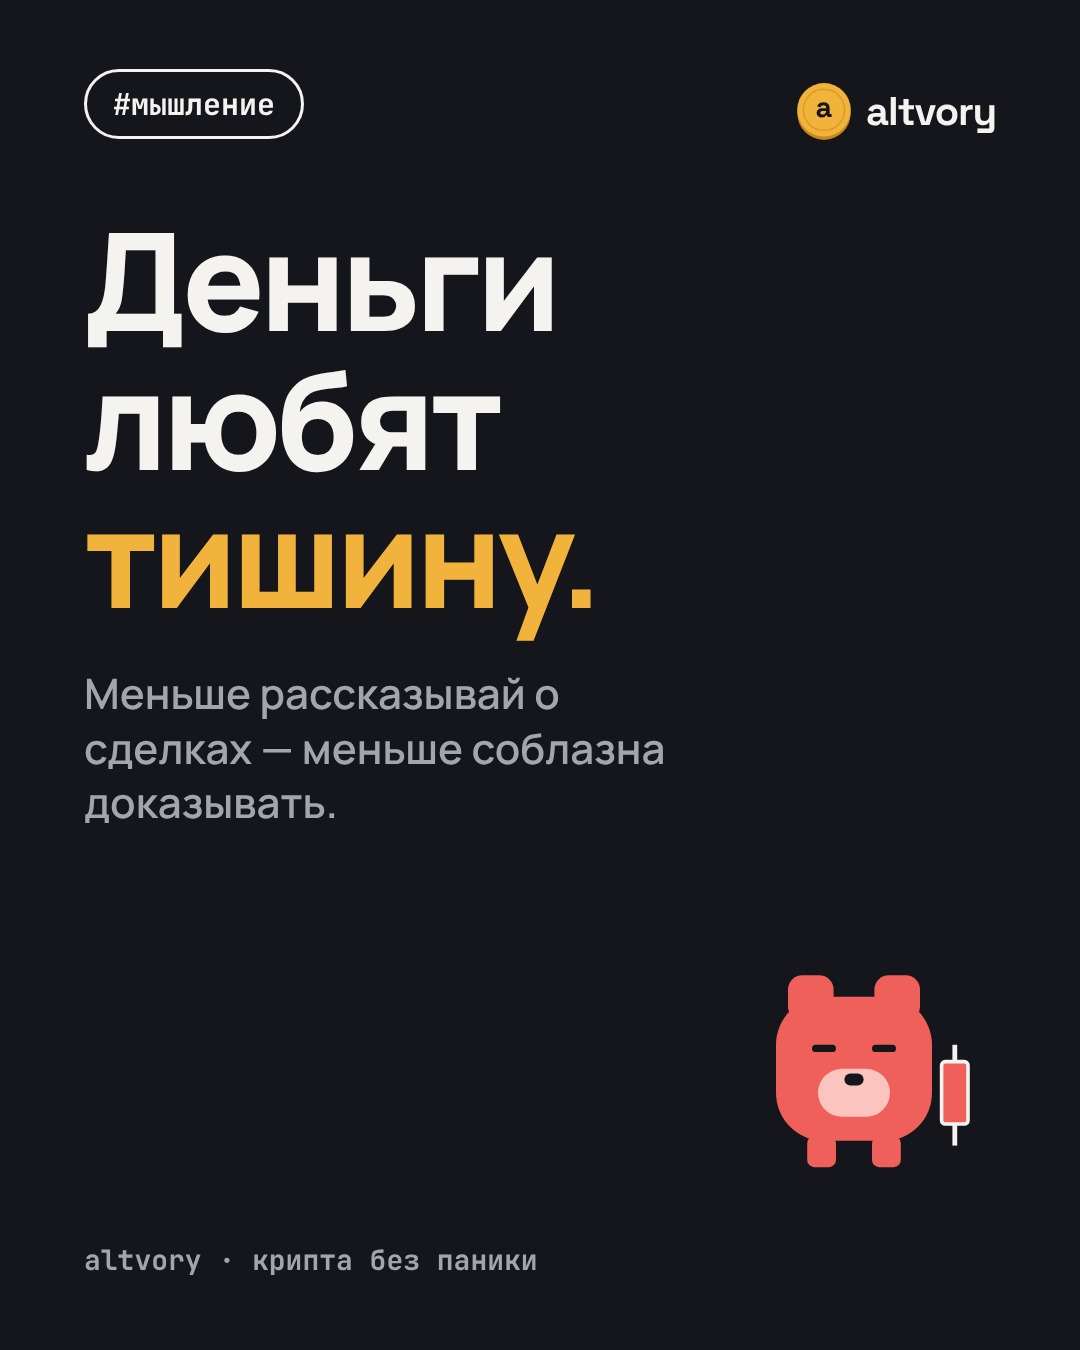 #мышление
a altvory
Деньги
любят
тишину.
Меньше рассказывай о
сделках — меньше соблазна
доказывать.
altvory · крипта без паники